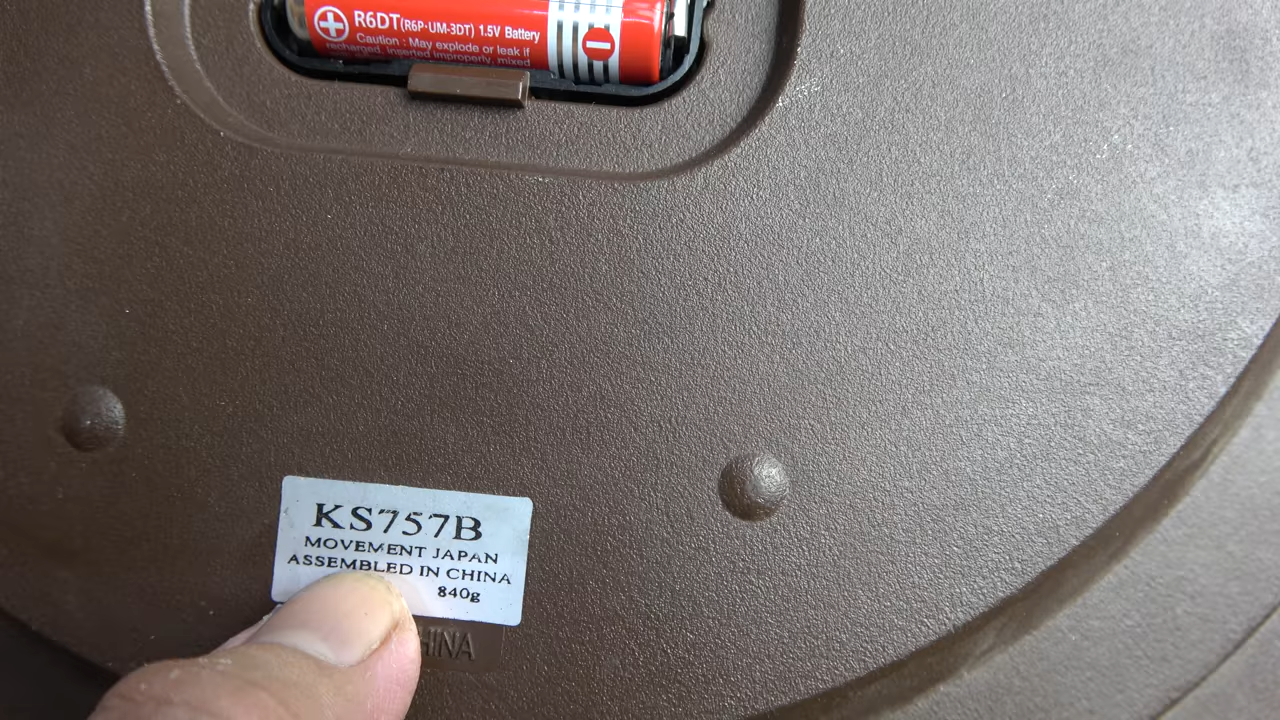 R6DT(R6P·UM-3DT) 1.5V Battery
Caution : May explode or leak if
recharged, inserted improperly, mixed
KS757B
MOVEMENT JAPAN
ASSEMBLED IN CHINA
840g
HINA